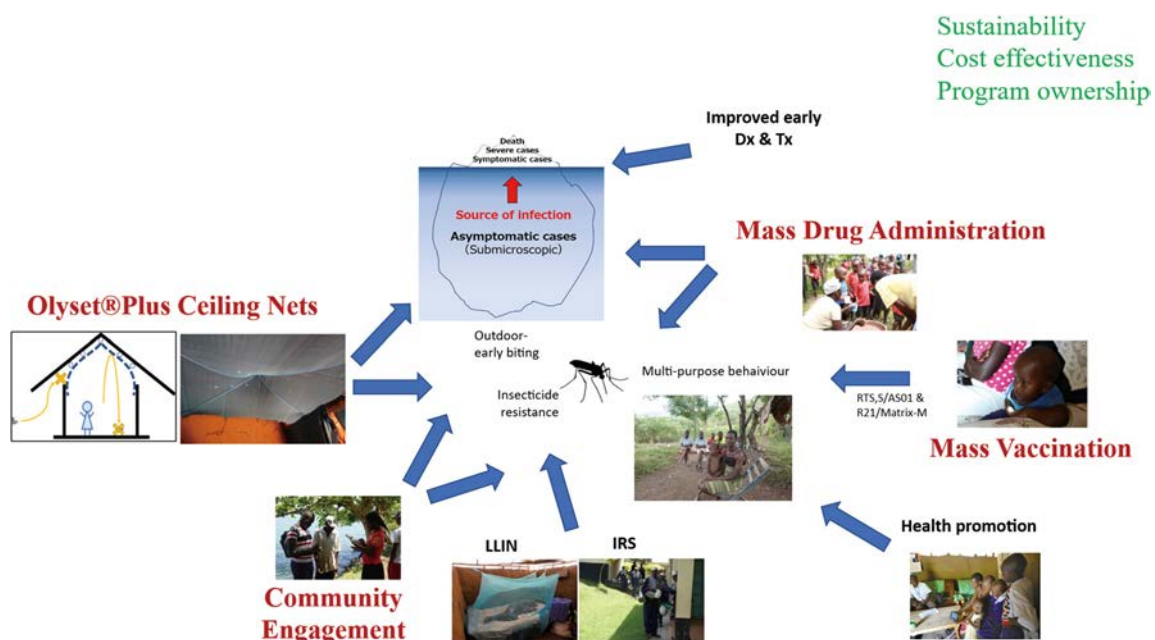 Sustainability
Cost effectiveness
Program ownership
Improved early
Dx & Tx
Death
Severe cases
Symptomatic cases
Source of infection
Asymptomatic cases
(Submicroscopic)
Mass Drug Administration
Olyset®Plus Ceiling Nets
Outdoor-
early biting
Insecticide
resistance
Multi-purpose behaiviour
RTS,S/AS01 &
R21/Matrix-M
Mass Vaccination
Health promotion
LLIN
IRS
Community
Engagement